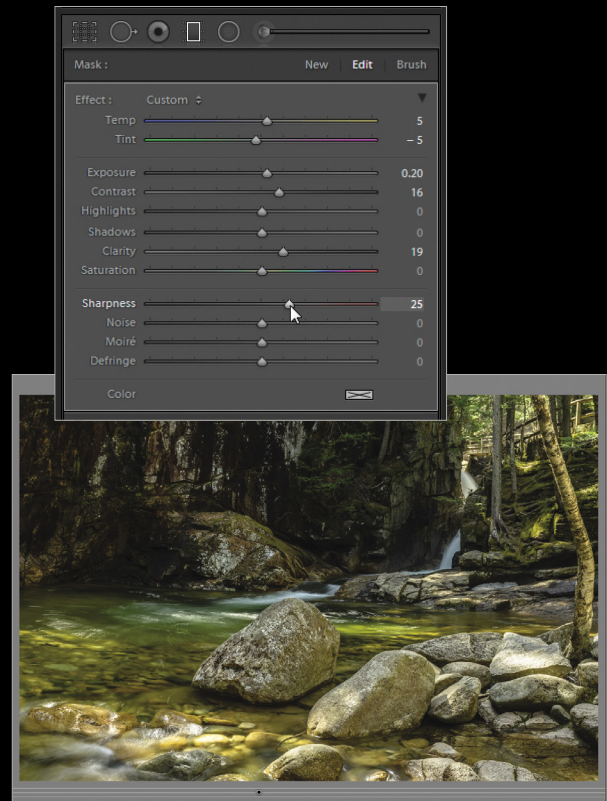 Mask : New Edit Brush
Effect : Custom
Temp 5
Tint – 5
Exposure 0.20
Contrast 16
Highlights 0
Shadows 0
Clarity 19
Saturation 0
Sharpness 25
Noise 0
Moiré 0
Defringe 0
Color